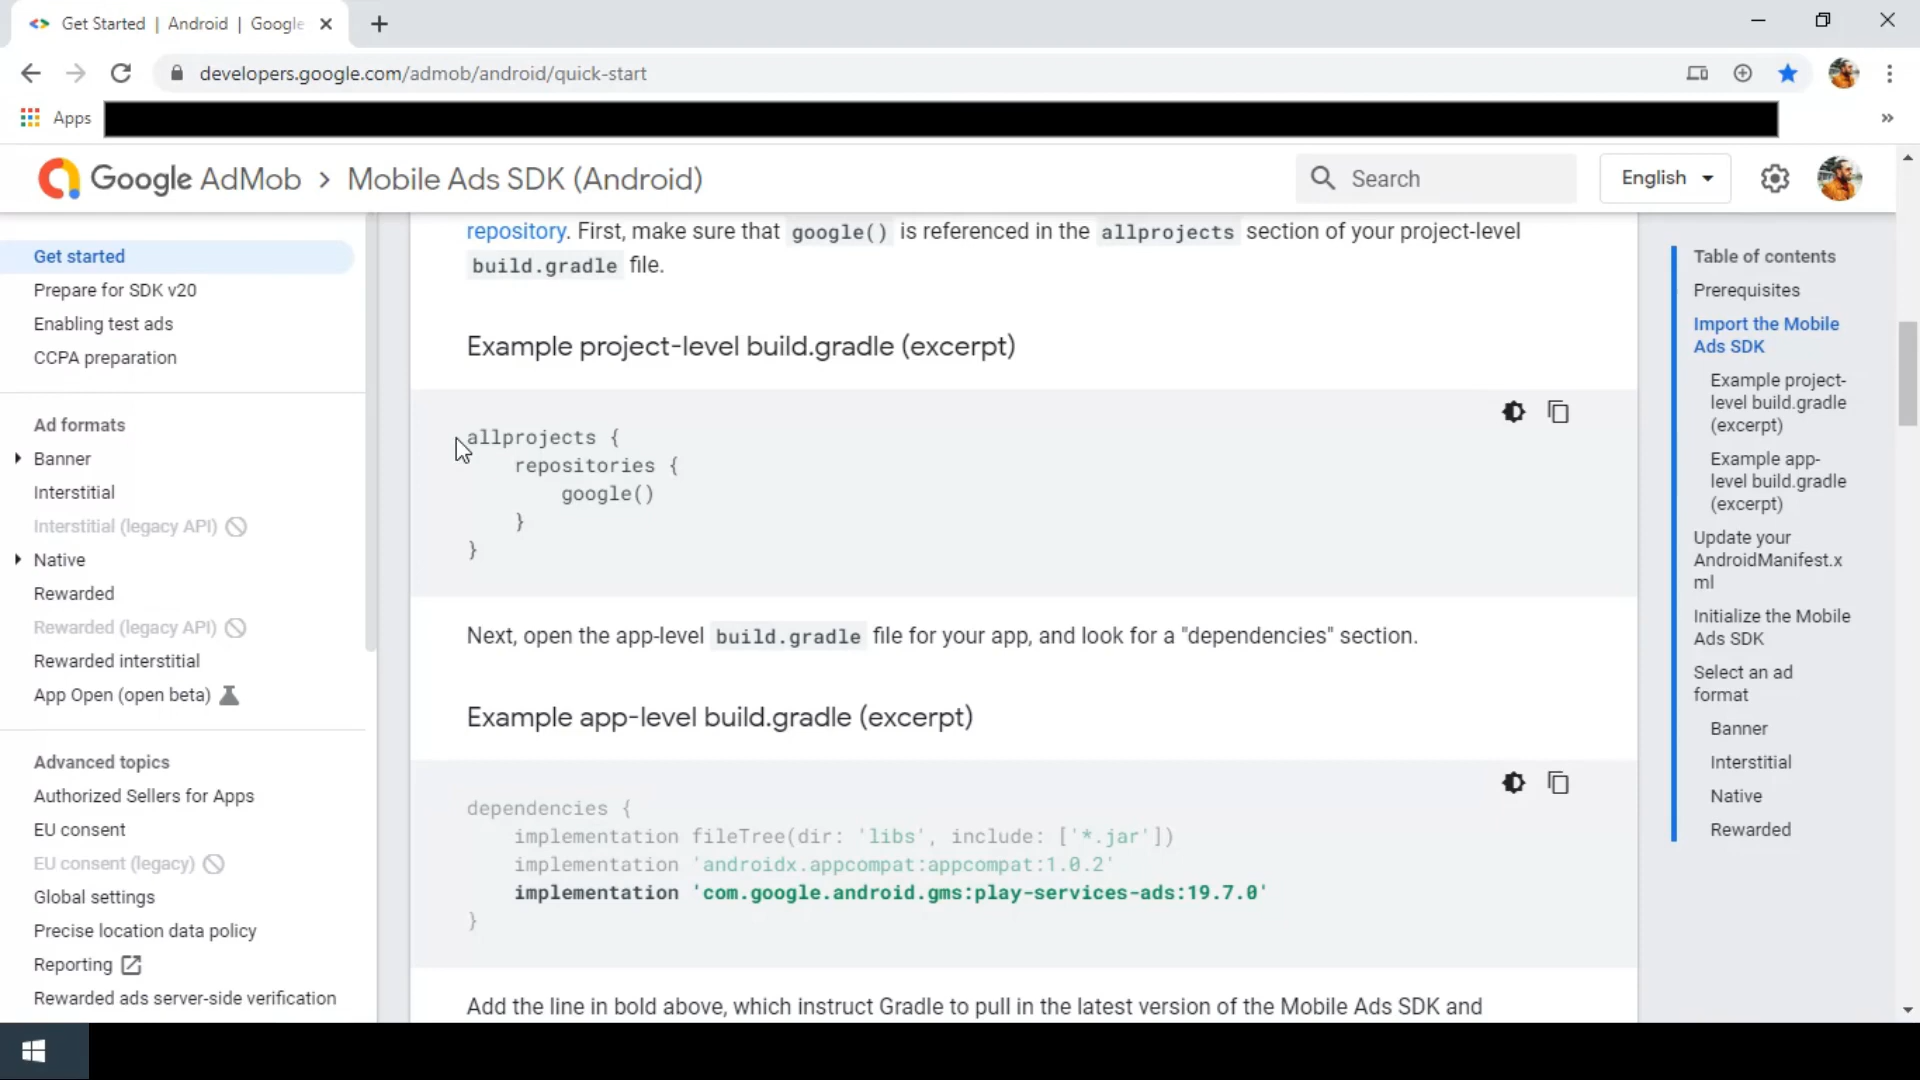 Get Started | Android | Google
developers.google.com/admob/android/quick-start
Apps
»
Google AdMob > Mobile Ads SDK (Android)
Search
English
Get started
Prepare for SDK v20
Enabling test ads
CCPA preparation
Ad formats
Banner
Interstitial
Interstitial (legacy API)
Native
Rewarded
Rewarded (legacy API)
Rewarded interstitial
App Open (open beta)
Advanced topics
Authorized Sellers for Apps
EU consent
EU consent (legacy)
Global settings
Precise location data policy
Reporting
Rewarded ads server-side verification
repository. First, make sure that google() is referenced in the allprojects section of your project-level
build.gradle file.
Example project-level build.gradle (excerpt)
allprojects {
    repositories {
        google()
    }
}
Next, open the app-level build.gradle file for your app, and look for a "dependencies" section.
Example app-level build.gradle (excerpt)
dependencies {
    implementation fileTree(dir: 'libs', include: ['*.jar'])
    implementation 'androidx.appcompat:appcompat:1.0.2'
    implementation 'com.google.android.gms:play-services-ads:19.7.0'
}
Add the line in bold above, which instruct Gradle to pull in the latest version of the Mobile Ads SDK and
Table of contents
Prerequisites
Import the Mobile
Ads SDK
Example project-
level build.gradle
(excerpt)
Example app-
level build.gradle
(excerpt)
Update your
AndroidManifest.x
ml
Initialize the Mobile
Ads SDK
Select an ad
format
Banner
Interstitial
Native
Rewarded